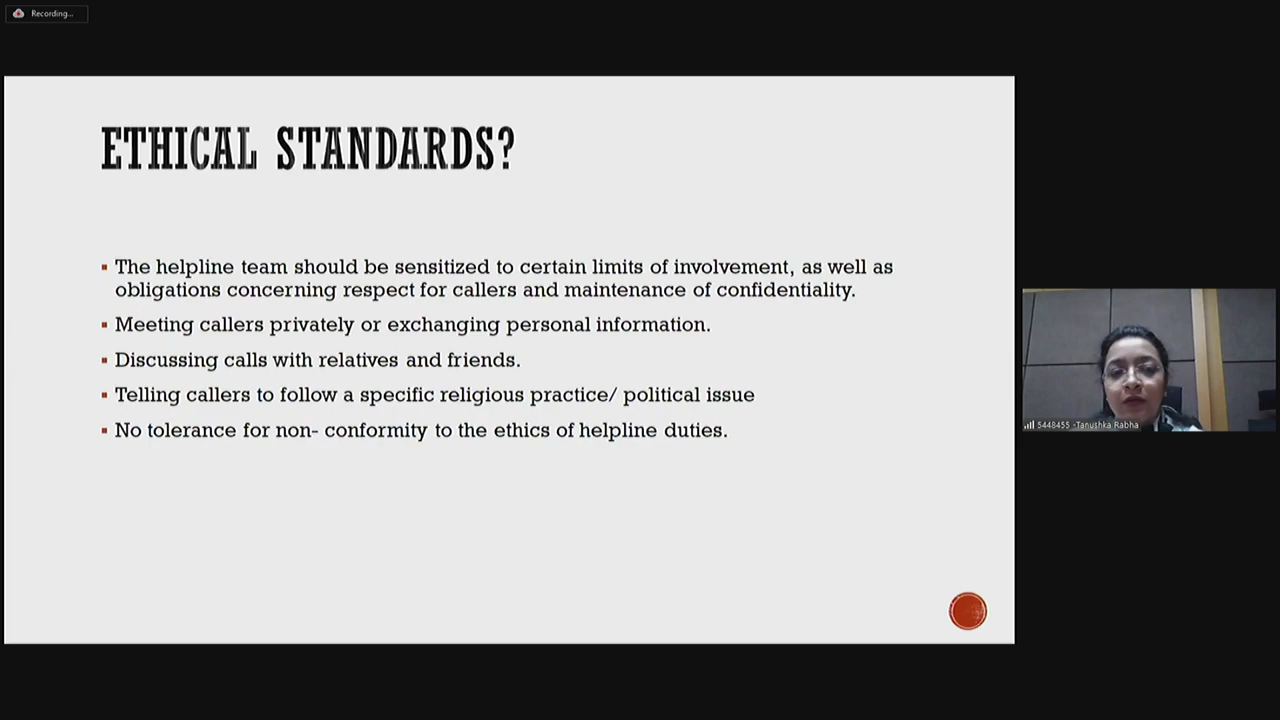 Recording...
ETHICAL STANDARDS?
The helpline team should be sensitized to certain limits of involvement, as well as
obligations concerning respect for callers and maintenance of confidentiality.
Meeting callers privately or exchanging personal information.
Discussing calls with relatives and friends.
Telling callers to follow a specific religious practice/ political issue
No tolerance for non- conformity to the ethics of helpline duties.
5448455 -Tanushka Rabha